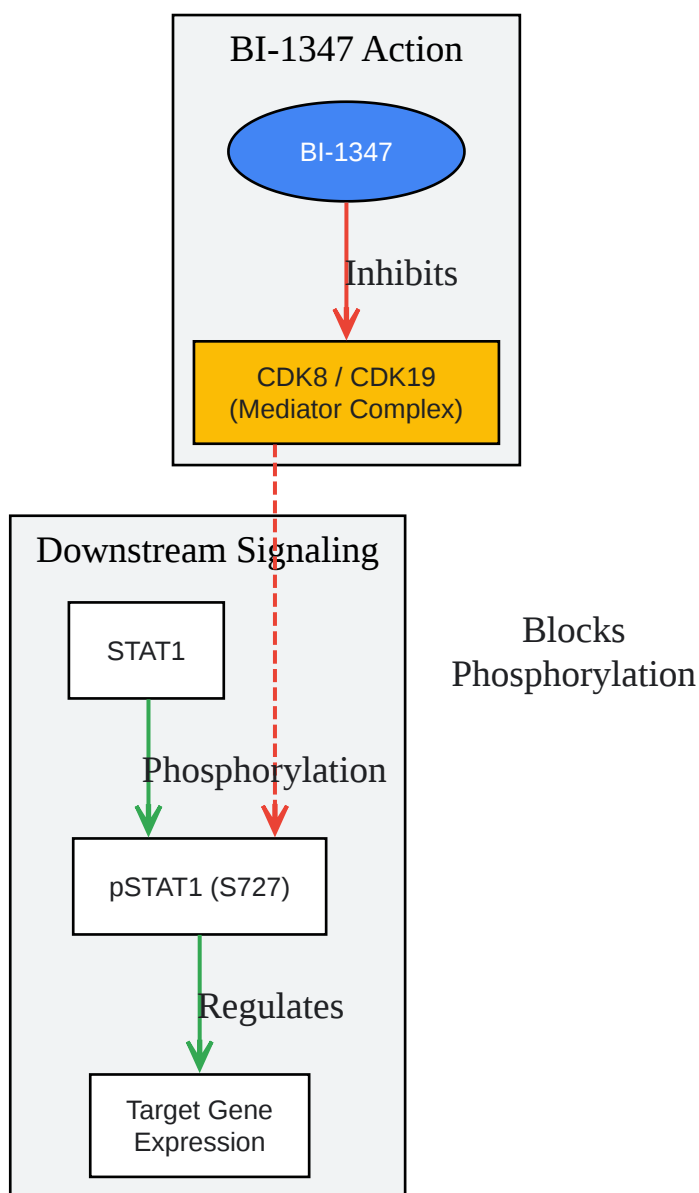 BI-1347 Action
BI-1347
Inhibits
CDK8 / CDK19
(Mediator Complex)
Downstream Signaling
STAT1
Blocks
Phosphorylation
Phosphorylation
pSTAT1 (S727)
Regulates
Target Gene
Expression